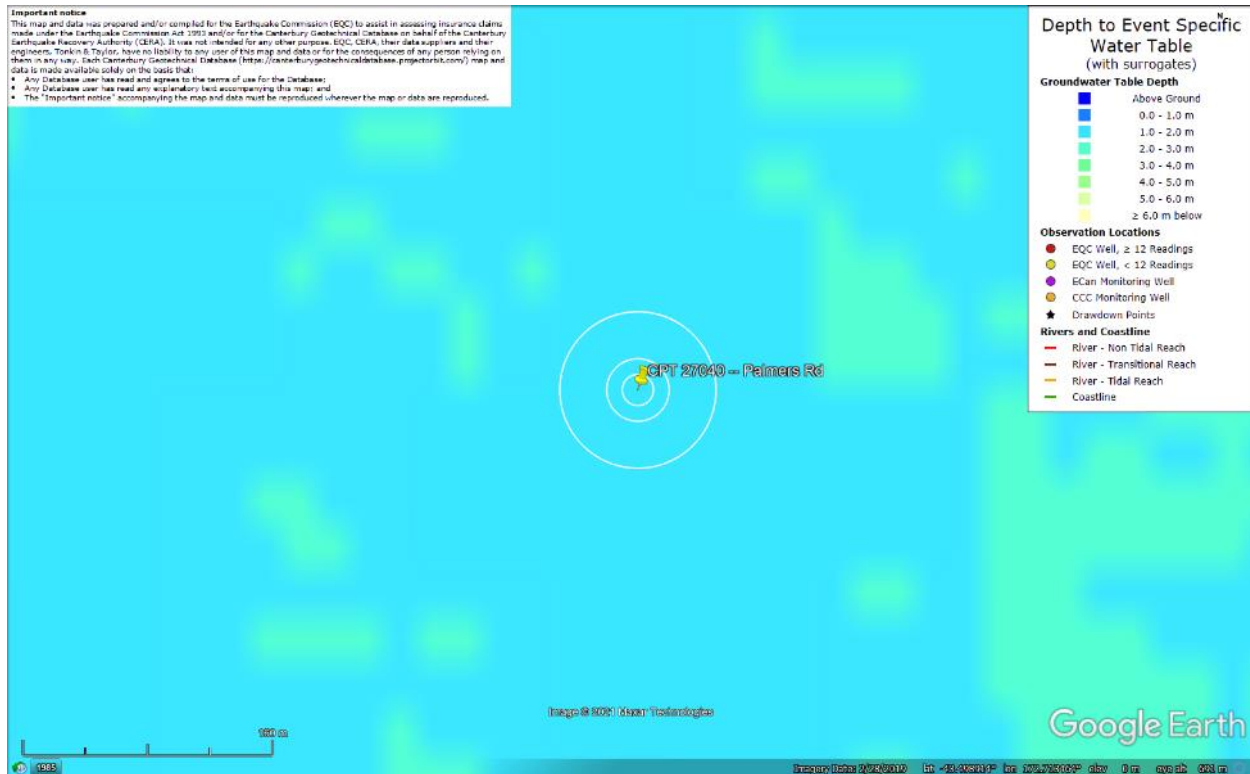 Important notice
This map and data was prepared and/or compiled for the Earthquake Commission (EQC) to assist in assessing insurance claims
made under the Earthquake Commission Act 1993 and/or for the Canterbury Geotechnical Database on behalf of the Canterbury
Earthquake Recovery Authority (CERA). It was not intended for any other purpose. EQC, CERA, their data suppliers and their
engineers, Tonkin & Taylor, have no liability to any user of this map and data or for the consequences of any person relying on
them in any way. Each Canterbury Geotechnical Database (https://canterburygeotechnicaldatabase.projectorbit.com/) map and
data is made available solely on the basis that:
• Any Database user has read and agrees to the terms of use for the Database;
• Any Database user has read any explanatory text accompanying this map; and
• The "Important notice" accompanying the map and data must be reproduced wherever the map or data are reproduced.
N
Depth to Event Specific
Water Table
(with surrogates)
Groundwater Table Depth
Above Ground
0.0 - 1.0 m
1.0 - 2.0 m
2.0 - 3.0 m
3.0 - 4.0 m
4.0 - 5.0 m
5.0 - 6.0 m
≥ 6.0 m below
Observation Locations
EQC Well, ≥ 12 Readings
EQC Well, < 12 Readings
ECan Monitoring Well
CCC Monitoring Well
Drawdown Points
Rivers and Coastline
River - Non Tidal Reach
River - Transitional Reach
River - Tidal Reach
Coastline
CPT 27040 -- Palmers Rd
Image © 2021 Maxar Technologies
160 m
Google Earth
1985
Imagery Date: 2/28/2019 lat elev 0 m eye alt 691 m